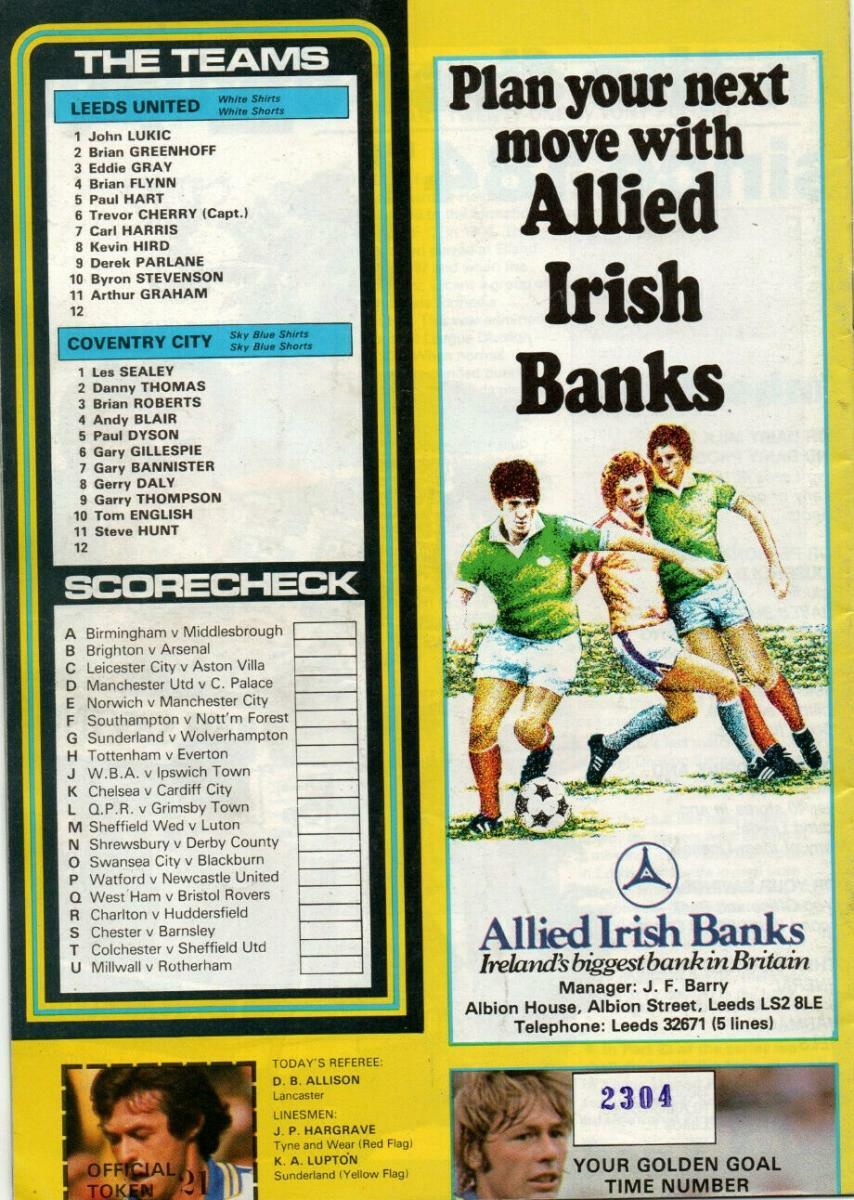 THE TEAMS
LEEDS UNITED White Shirts
White Shorts
1 John LUKIC
2 Brian GREENHOFF
3 Eddie GRAY
4 Brian FLYNN
5 Paul HART
6 Trevor CHERRY (Capt.)
7 Carl HARRIS
8 Kevin HIRD
9 Derek PARLANE
10 Byron STEVENSON
11 Arthur GRAHAM
12
COVENTRY CITY Sky Blue Shirts
Sky Blue Shorts
1 Les SEALEY
2 Danny THOMAS
3 Brian ROBERTS
4 Andy BLAIR
5 Paul DYSON
6 Gary GILLESPIE
7 Gary BANNISTER
8 Gerry DALY
9 Garry THOMPSON
10 Tom ENGLISH
11 Steve HUNT
12
SCORECHECK
A Birmingham v Middlesbrough
B Brighton v Arsenal
C Leicester City v Aston Villa
D Manchester Utd v C. Palace
E Norwich v Manchester City
F Southampton v Nott'm Forest
G Sunderland v Wolverhampton
H Tottenham v Everton
J W.B.A. v Ipswich Town
K Chelsea v Cardiff City
L Q.P.R. v Grimsby Town
M Sheffield Wed v Luton
N Shrewsbury v Derby County
O Swansea City v Blackburn
P Watford v Newcastle United
Q West Ham v Bristol Rovers
R Charlton v Huddersfield
S Chester v Barnsley
T Colchester v Sheffield Utd
U Millwall v Rotherham
OFFICIAL
TOKEN 21
TODAY'S REFEREE:
D. B. ALLISON
Lancaster
LINESMEN:
J. P. HARGRAVE
Tyne and Wear (Red Flag)
K. A. LUPTON
Sunderland (Yellow Flag)
Plan your next
move with
Allied
Irish
Banks
A
Allied Irish Banks
Ireland's biggest bank in Britain
Manager: J. F. Barry
Albion House, Albion Street, Leeds LS2 8LE
Telephone: Leeds 32671 (5 lines)
2304
YOUR GOLDEN GOAL
TIME NUMBER